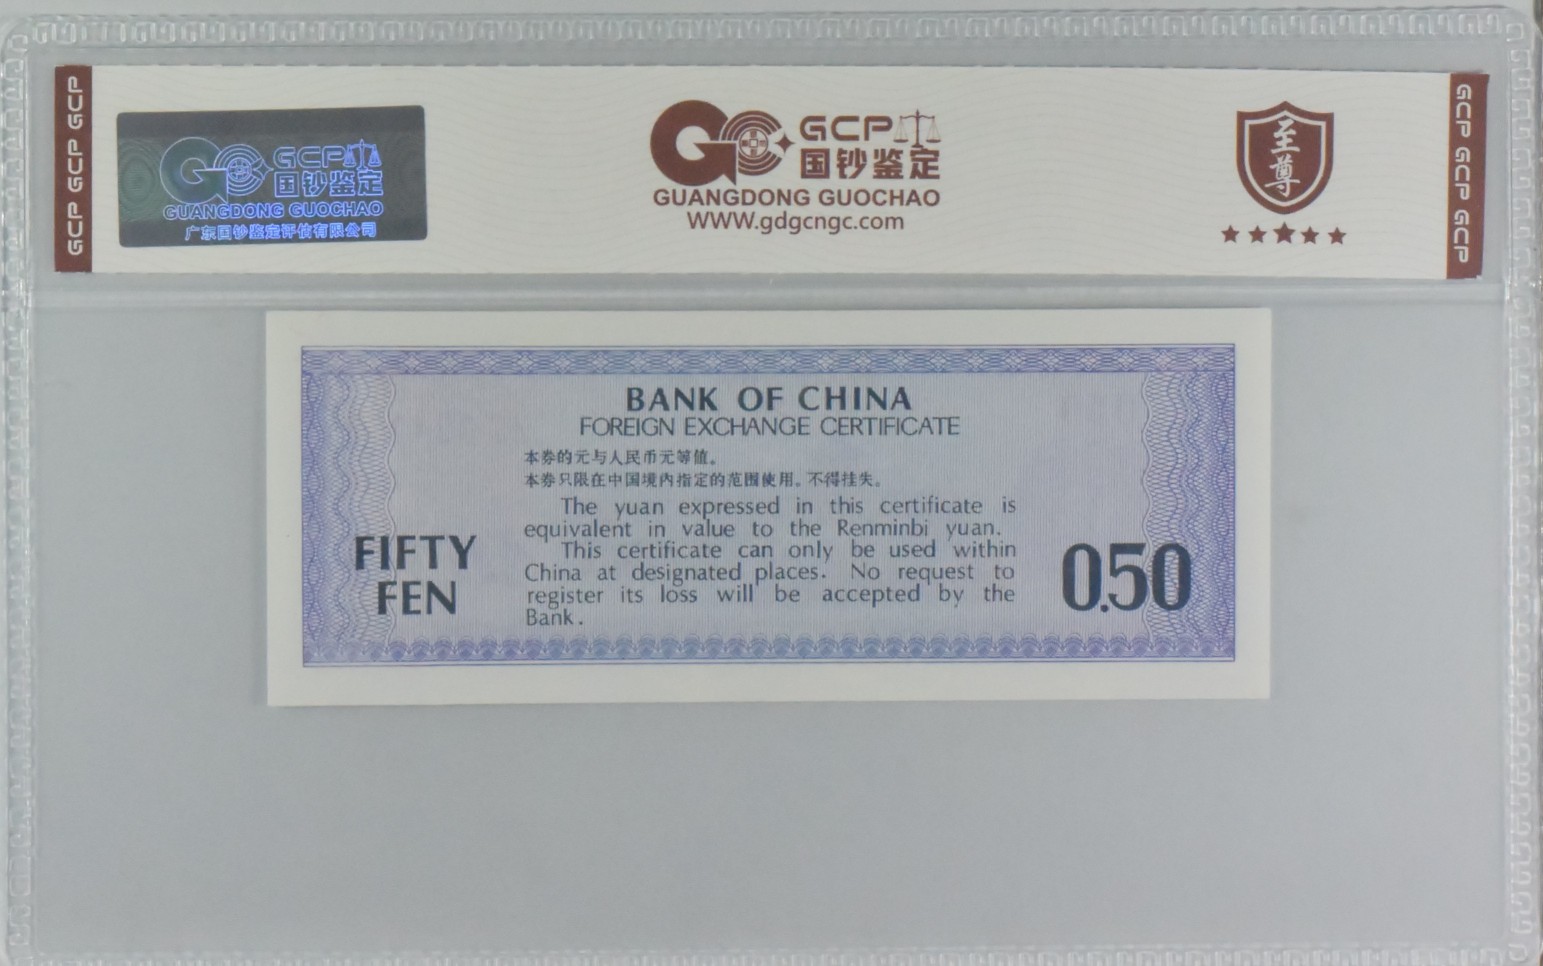 GCP GCP GCP
GCP
国钞鉴定
GUANGDONG GUOCHAO
广东国钞鉴定评估有限公司
GCP
国钞鉴定
GUANGDONG GUOCHAO
WWW.gdgcngc.com
至尊
GCP GCP GCP
BANK OF CHINA
FOREIGN EXCHANGE CERTIFICATE
本券的元与人民币元等值。
本券只限在中国境内指定的范围使用。不得挂失。
The yuan expressed in this certificate is
equivalent in value to the Renminbi yuan.
This certificate can only be used within
China at designated places. No request to
register its loss will be accepted by the
Bank.
FIFTY
FEN
0.50